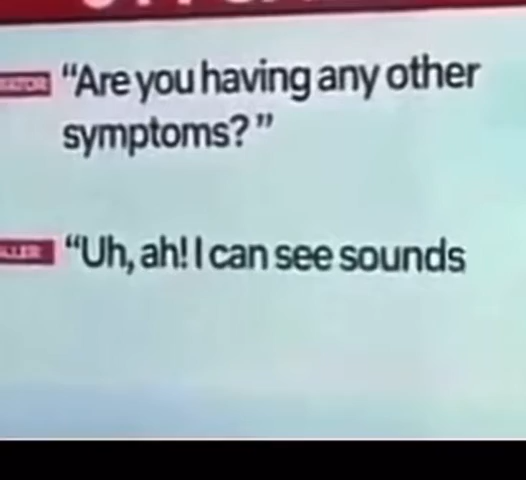 "Are you having any other
symptoms?"
"Uh, ah! I can see sounds